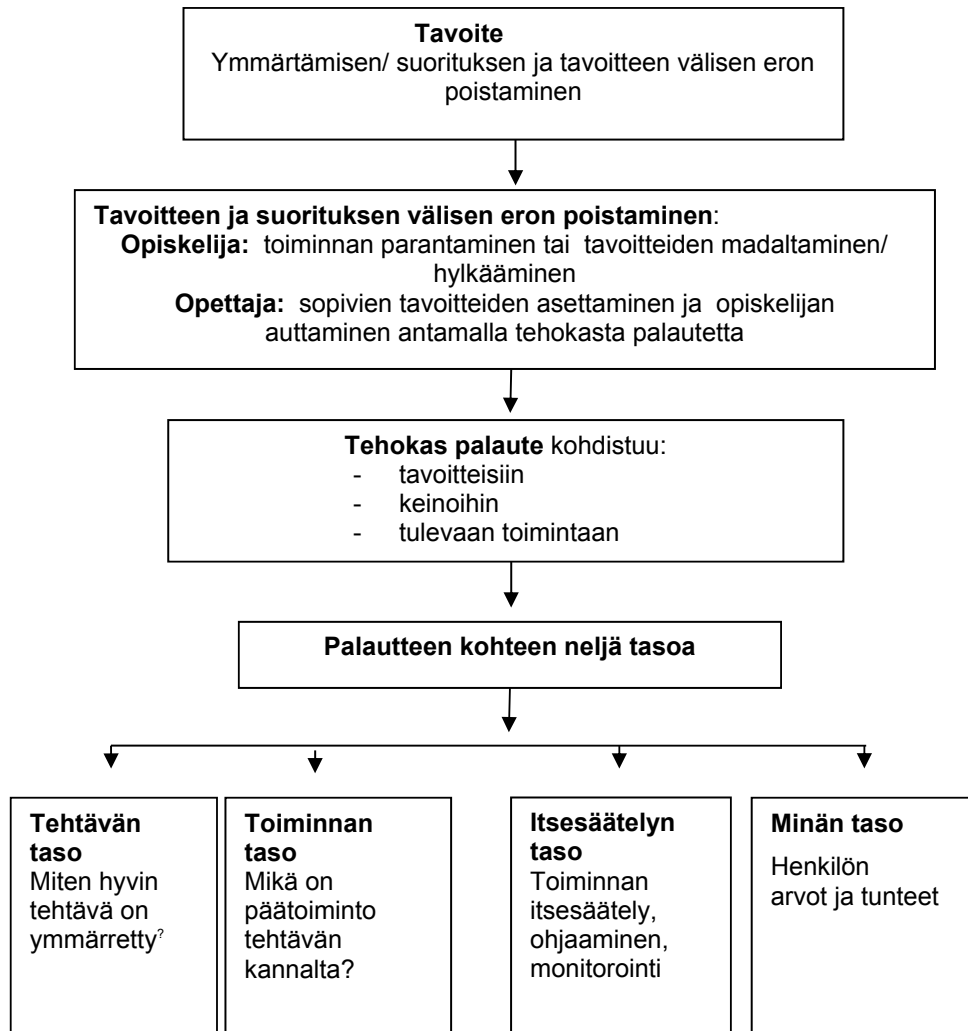 Tavoite
Ymmärtämisen/ suorituksen ja tavoitteen välisen eron
poistaminen
Tavoitteen ja suorituksen välisen eron poistaminen:
Opiskelija: toiminnan parantaminen tai tavoitteiden madaltaminen/
hylkääminen
Opettaja: sopivien tavoitteiden asettaminen ja opiskelijan
auttaminen antamalla tehokasta palautetta
Tehokas palaute kohdistuu:
- tavoitteisiin
- keinoihin
- tulevaan toimintaan
Palautteen kohteen neljä tasoa
Tehtävän
taso
Miten hyvin
tehtävä on
ymmärretty?
Toiminnan
taso
Mikä on
päätoiminto
tehtävän
kannalta?
Itsesäätelyn
taso
Toiminnan
itsesäätely,
ohjaaminen,
monitorointi
Minän taso
Henkilön
arvot ja tunteet